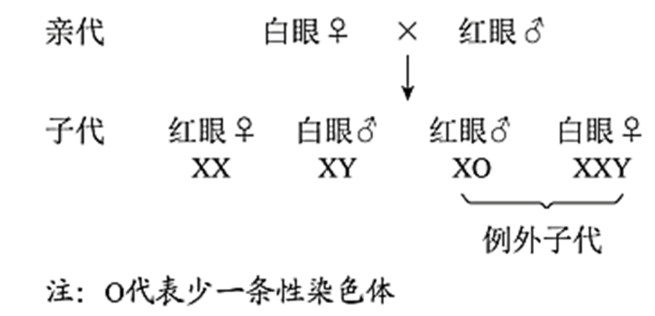 亲代 白眼♀ × 红眼♂
子代 红眼♀ 白眼♂ 红眼♂ 白眼♀
XX XY XO XXY
例外子代
注：O代表少一条性染色体